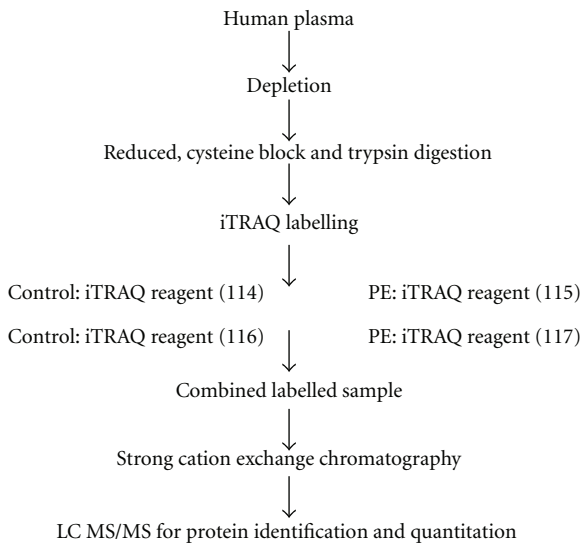 Human plasma
Depletion
Reduced, cysteine block and trypsin digestion
iTRAQ labelling
Control: iTRAQ reagent (114) PE: iTRAQ reagent (115)
Control: iTRAQ reagent (116) PE: iTRAQ reagent (117)
Combined labelled sample
Strong cation exchange chromatography
LC MS/MS for protein identification and quantitation